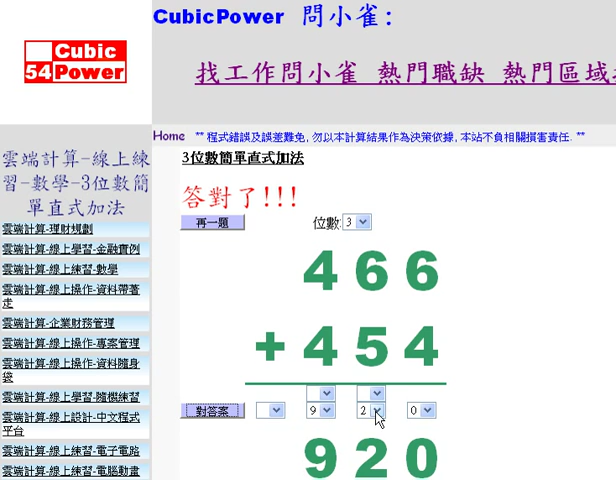 CubicPower 問小雀:
Cubic
54Power
找工作問小雀 熱門職缺 熱門區域
Home ** 程式錯誤及誤差難免, 勿以本計算結果作為決策依據, 本站不負相關損害責任. **
雲端計算-線上練
習-數學-3位數簡
單直式加法
雲端計算-理財規劃
雲端計算-線上學習-金融實例
雲端計算-線上練習-數學
雲端計算-線上操作-資料帶著
走
雲端計算-企業財務管理
雲端計算-線上操作-專案管理
雲端計算-線上操作-資料隨身
袋
雲端計算-線上學習-隨機練習
雲端計算-線上設計-中文程式
平台
雲端計算-線上練習-電子電路
雲端計算-線上練習-電腦動畫
3位數簡單直式加法
答對了!!!
再一題 位數: 3
466
+ 454
對答案 9 2 0
920